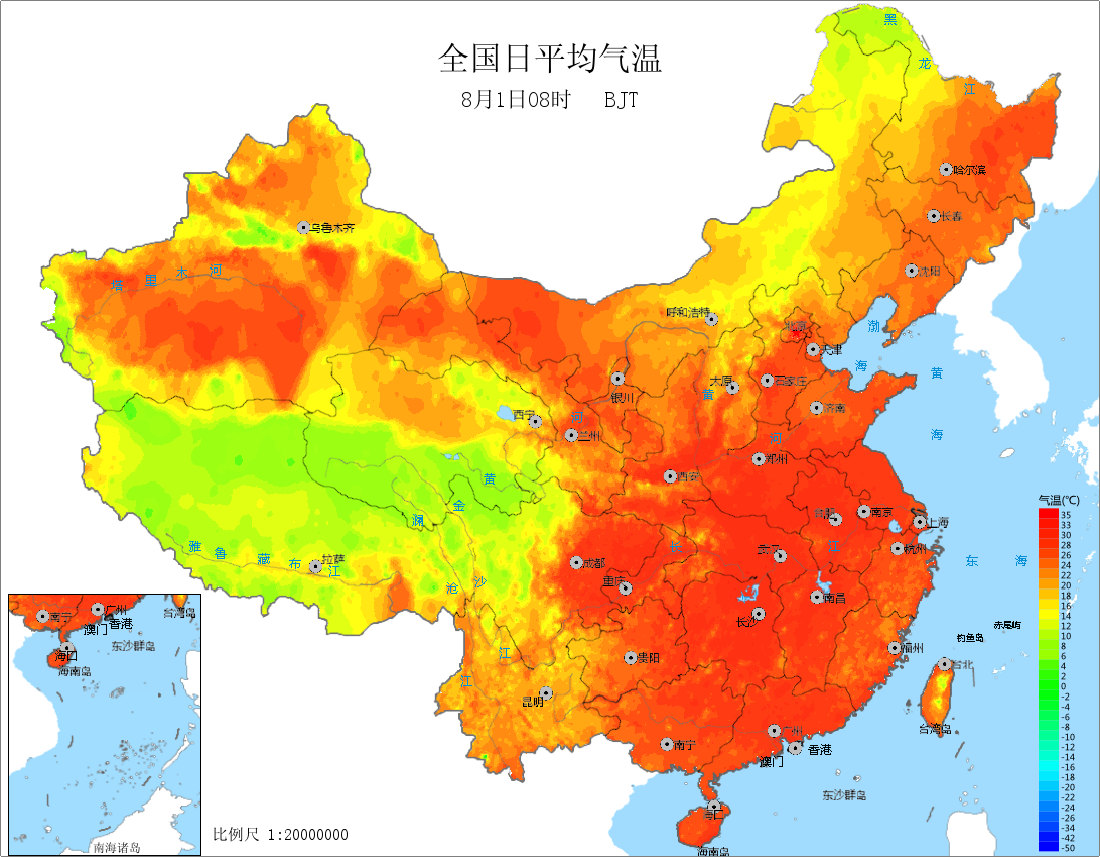 全国日平均气温
8月1日08时 BJT
黑
龙
江
哈尔滨
长春
沈阳
乌鲁木齐
塔 里 木 河
呼和浩特
北京
天津
渤
海
黄
海
银川
太原
黄
石家庄
济南
西宁
河
兰州
河
郑州
西安
黄
金
澜
合肥
南京
上海
气温(℃)
35
33
30
28
26
24
22
20
18
16
14
12
10
8
6
4
2
0
-2
-4
-6
-8
-10
-12
-14
-16
-18
-20
-22
-24
-26
-34
-42
-50
雅 鲁 藏 布 江
拉萨
成都
重庆
长
武汉
江
杭州
东 海
沧
沙
南昌
长沙
江
江
贵阳
福州
钓鱼岛
赤尾屿
台北
台湾岛
昆明
南宁
广州
香港
澳门
东沙群岛
海口
海南岛
南宁
广州
香港
澳门
台湾岛
东沙群岛
海口
海南岛
南海诸岛
比例尺 1:20000000